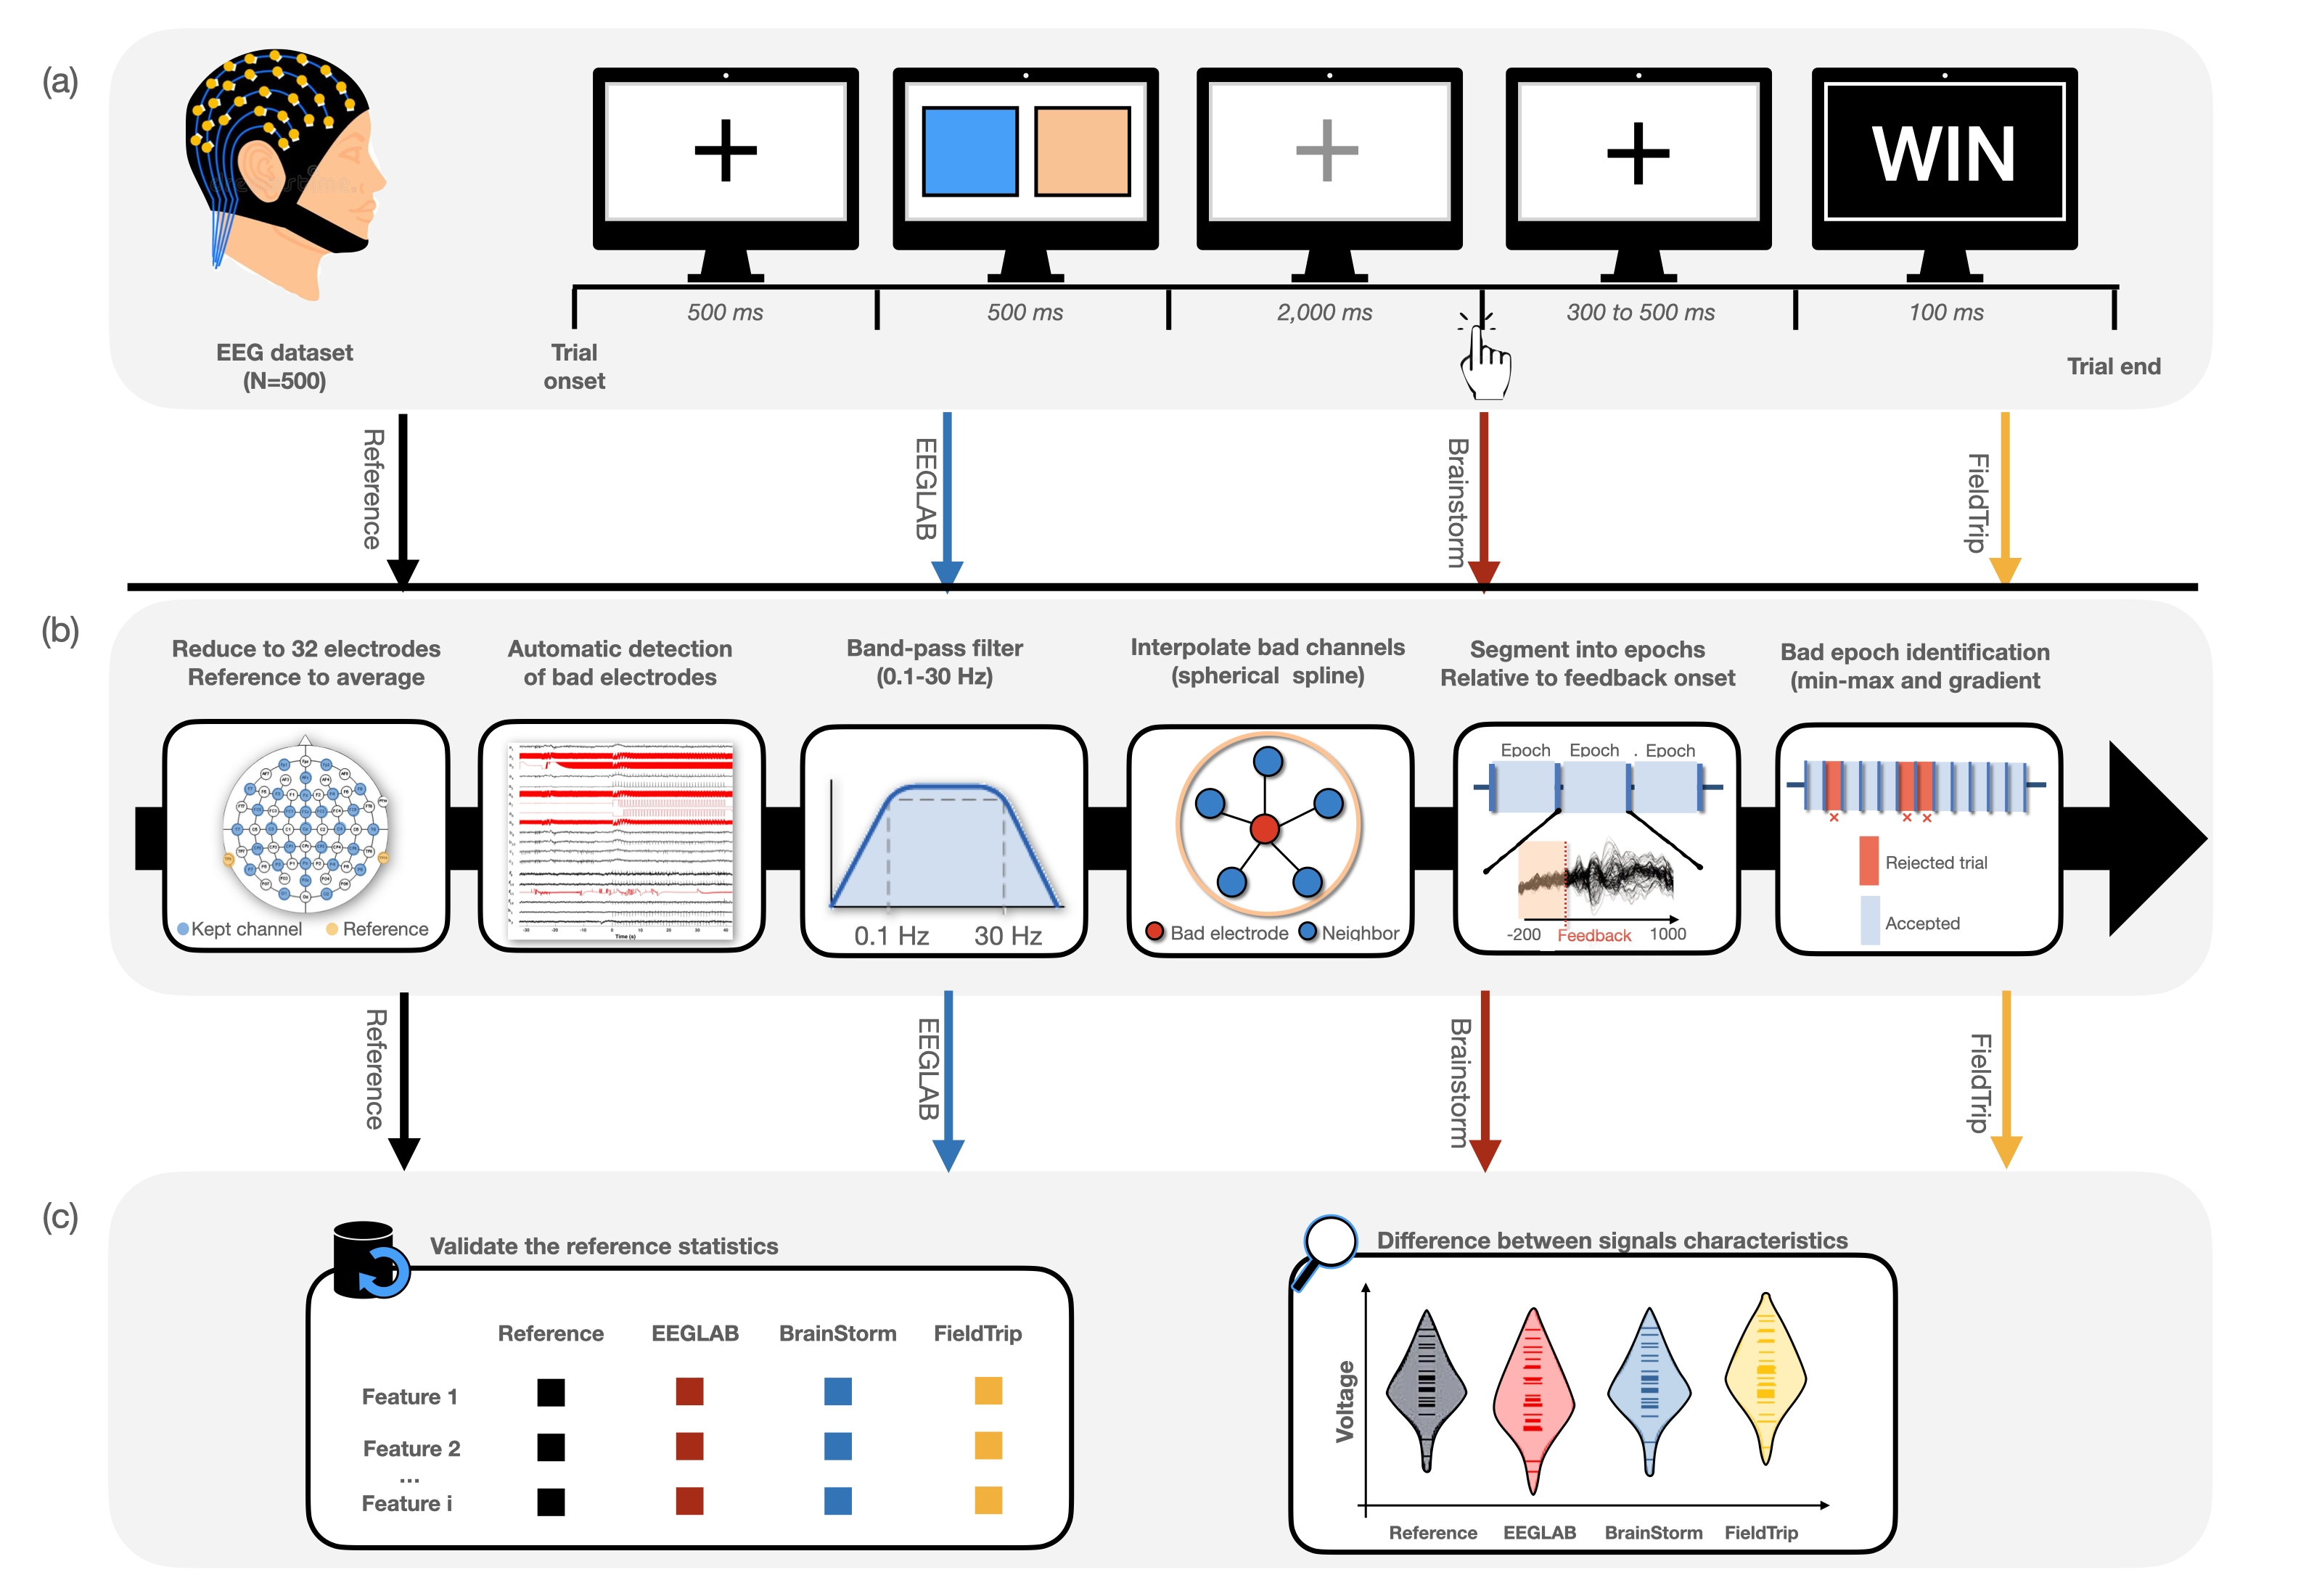 (a)
WIN
500 ms
500 ms
2,000 ms
300 to 500 ms
100 ms
EEG dataset
(N=500)
Trial
onset
Trial end
Reference
EEGLAB
Brainstorm
FieldTrip
(b)
Reduce to 32 electrodes
Reference to average
Automatic detection
of bad electrodes
Band-pass filter
(0.1-30 Hz)
Interpolate bad channels
(spherical spline)
Segment into epochs
Relative to feedback onset
Bad epoch identification
(min-max and gradient
Kept channel
Reference
Time (s)
0.1 Hz
30 Hz
Bad electrode
Neighbor
Epoch
Epoch
.
Epoch
-200
Feedback
1000
Rejected trial
Accepted
Reference
EEGLAB
Brainstorm
FieldTrip
(c)
Validate the reference statistics
Reference
EEGLAB
BrainStorm
FieldTrip
Feature 1
Feature 2
...
Feature i
Difference between signals characteristics
Voltage
Reference
EEGLAB
BrainStorm
FieldTrip